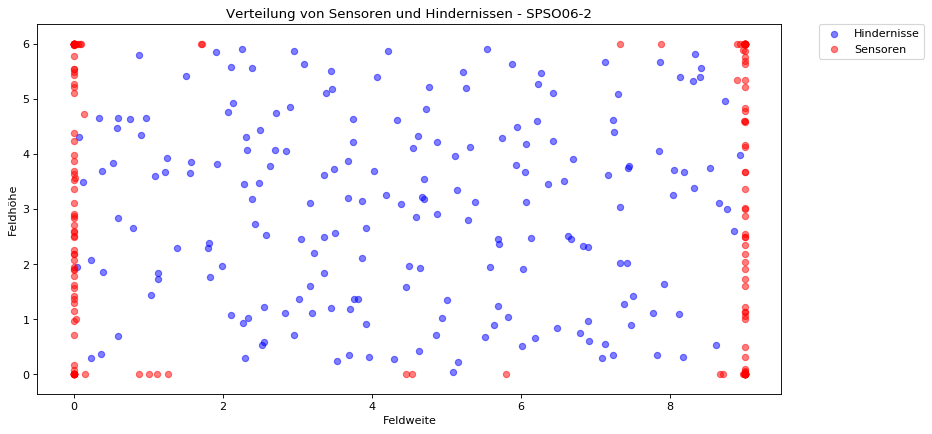 Verteilung von Sensoren und Hindernissen - SPSO06-2
Hindernisse
Sensoren
6
5
4
3
2
1
0
Feldhöhe
0 2 4 6 8
Feldweite